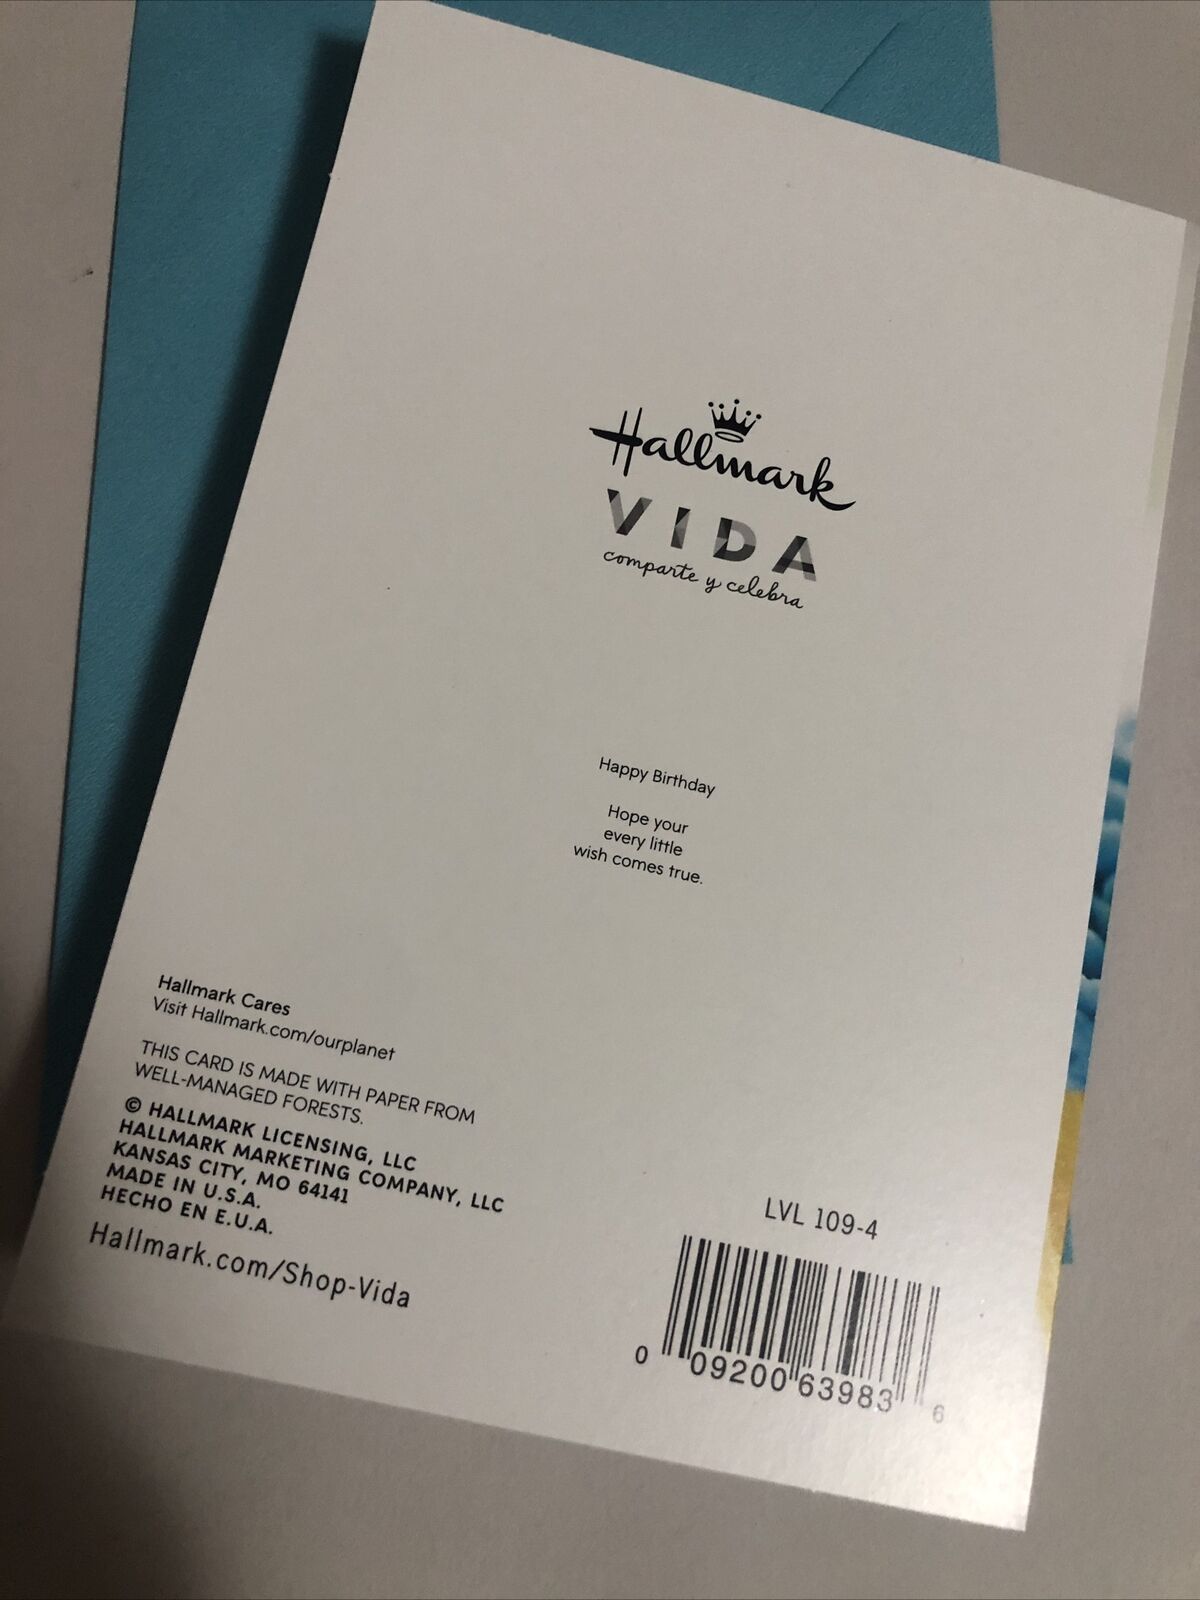 Hallmark
VIDA
comparte y celebra
Happy Birthday
Hope your
every little
wish comes true.
Hallmark Cares
Visit Hallmark.com/ourplanet
THIS CARD IS MADE WITH PAPER FROM
WELL-MANAGED FORESTS.
© HALLMARK LICENSING, LLC
HALLMARK MARKETING COMPANY, LLC
KANSAS CITY, MO 64141
MADE IN U.S.A.
HECHO EN E.U.A.
Hallmark.com/Shop-Vida
LVL 109-4
0 09200 63983 6